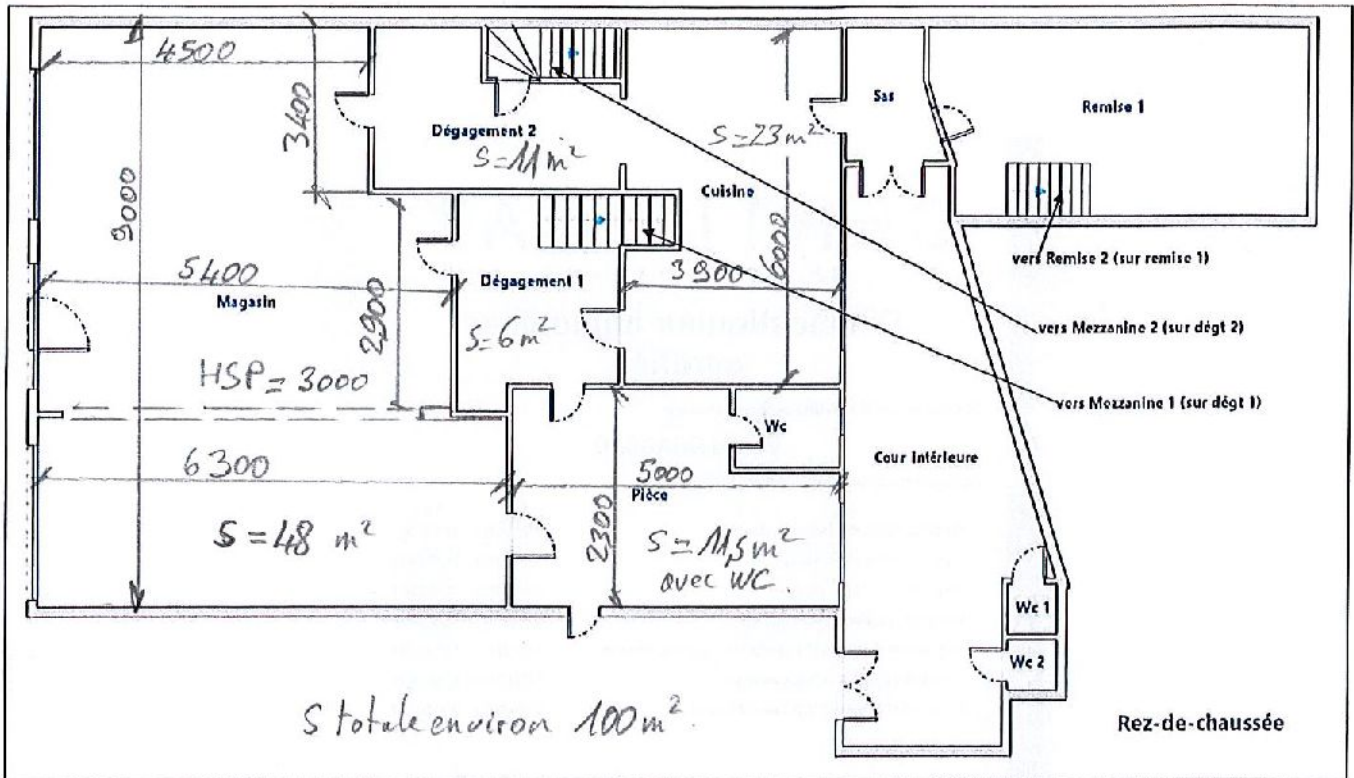 4500
3400
9000
Dégagement 2
S=11 m²
S=23 m²
Cuisine
Sas
Remise 1
5400
Magasin
2900
Dégagement 1
S=6 m²
3900
6000
vers Remise 2 (sur remise 1)
vers Mezzanine 2 (sur dégt 2)
vers Mezzanine 1 (sur dégt 1)
HSP = 3000
Wc
6300
5000
Pièce
2300
Cour Intérieure
S = 48 m²
S = 11,5 m²
avec WC
Wc 1
Wc 2
S totale environ 100 m²
Rez-de-chaussée